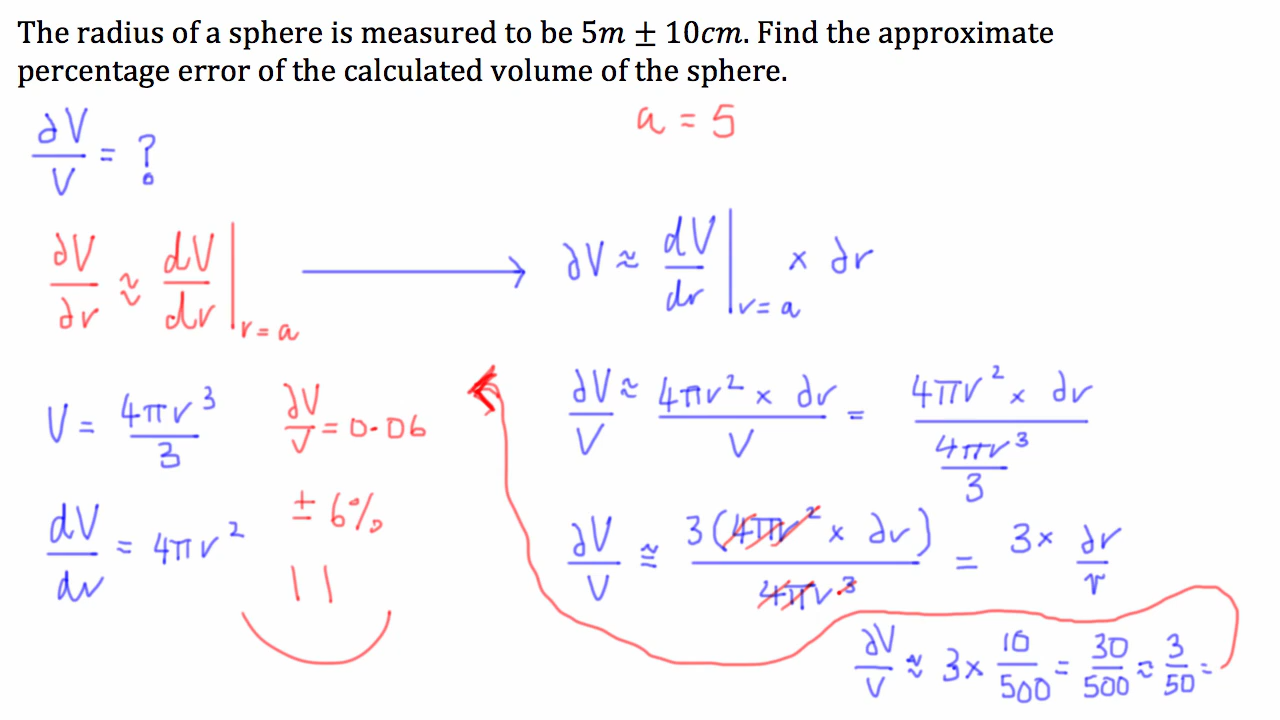 The radius of a sphere is measured to be 5m ± 10cm. Find the approximate
percentage error of the calculated volume of the sphere.
∂V/V = ?
a = 5
∂V/∂r ≈ dV/dr |r=a
∂V ≈ dV/dr |r=a × ∂r
V = 4πr³/3
∂V/V = 0.06
∂V/V ≈ 4πr² × ∂r/V = 4πr² × ∂r/(4πr³/3)
dV/dr = 4πr²
± 6%
∂V/V ≅ 3(4πr² × ∂r)/4πr³ = 3 × ∂r/r
∂V/V ≈ 3 × 10/500 = 30/500 ≈ 3/50 =